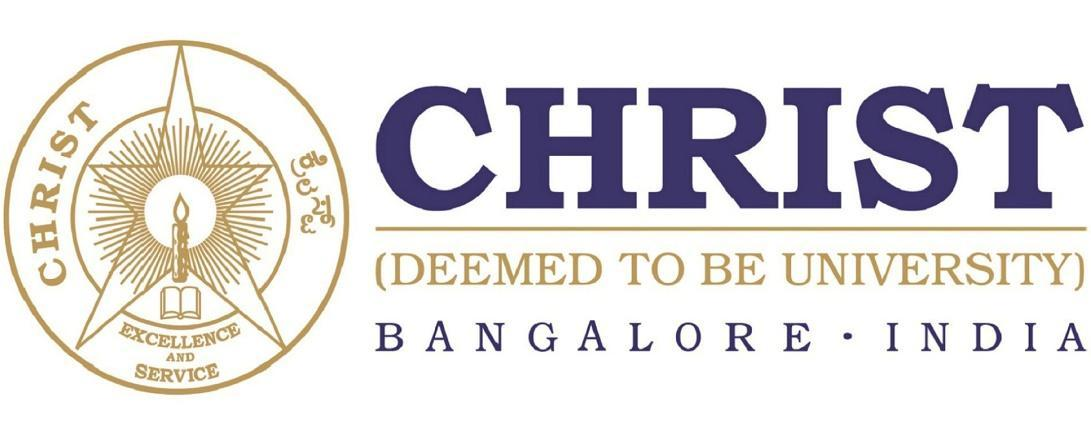 CHRIST
ಕ್ರೈಸ್ಟ್
EXCELLENCE
AND
SERVICE
CHRIST
(DEEMED TO BE UNIVERSITY)
BANGALORE · INDIA